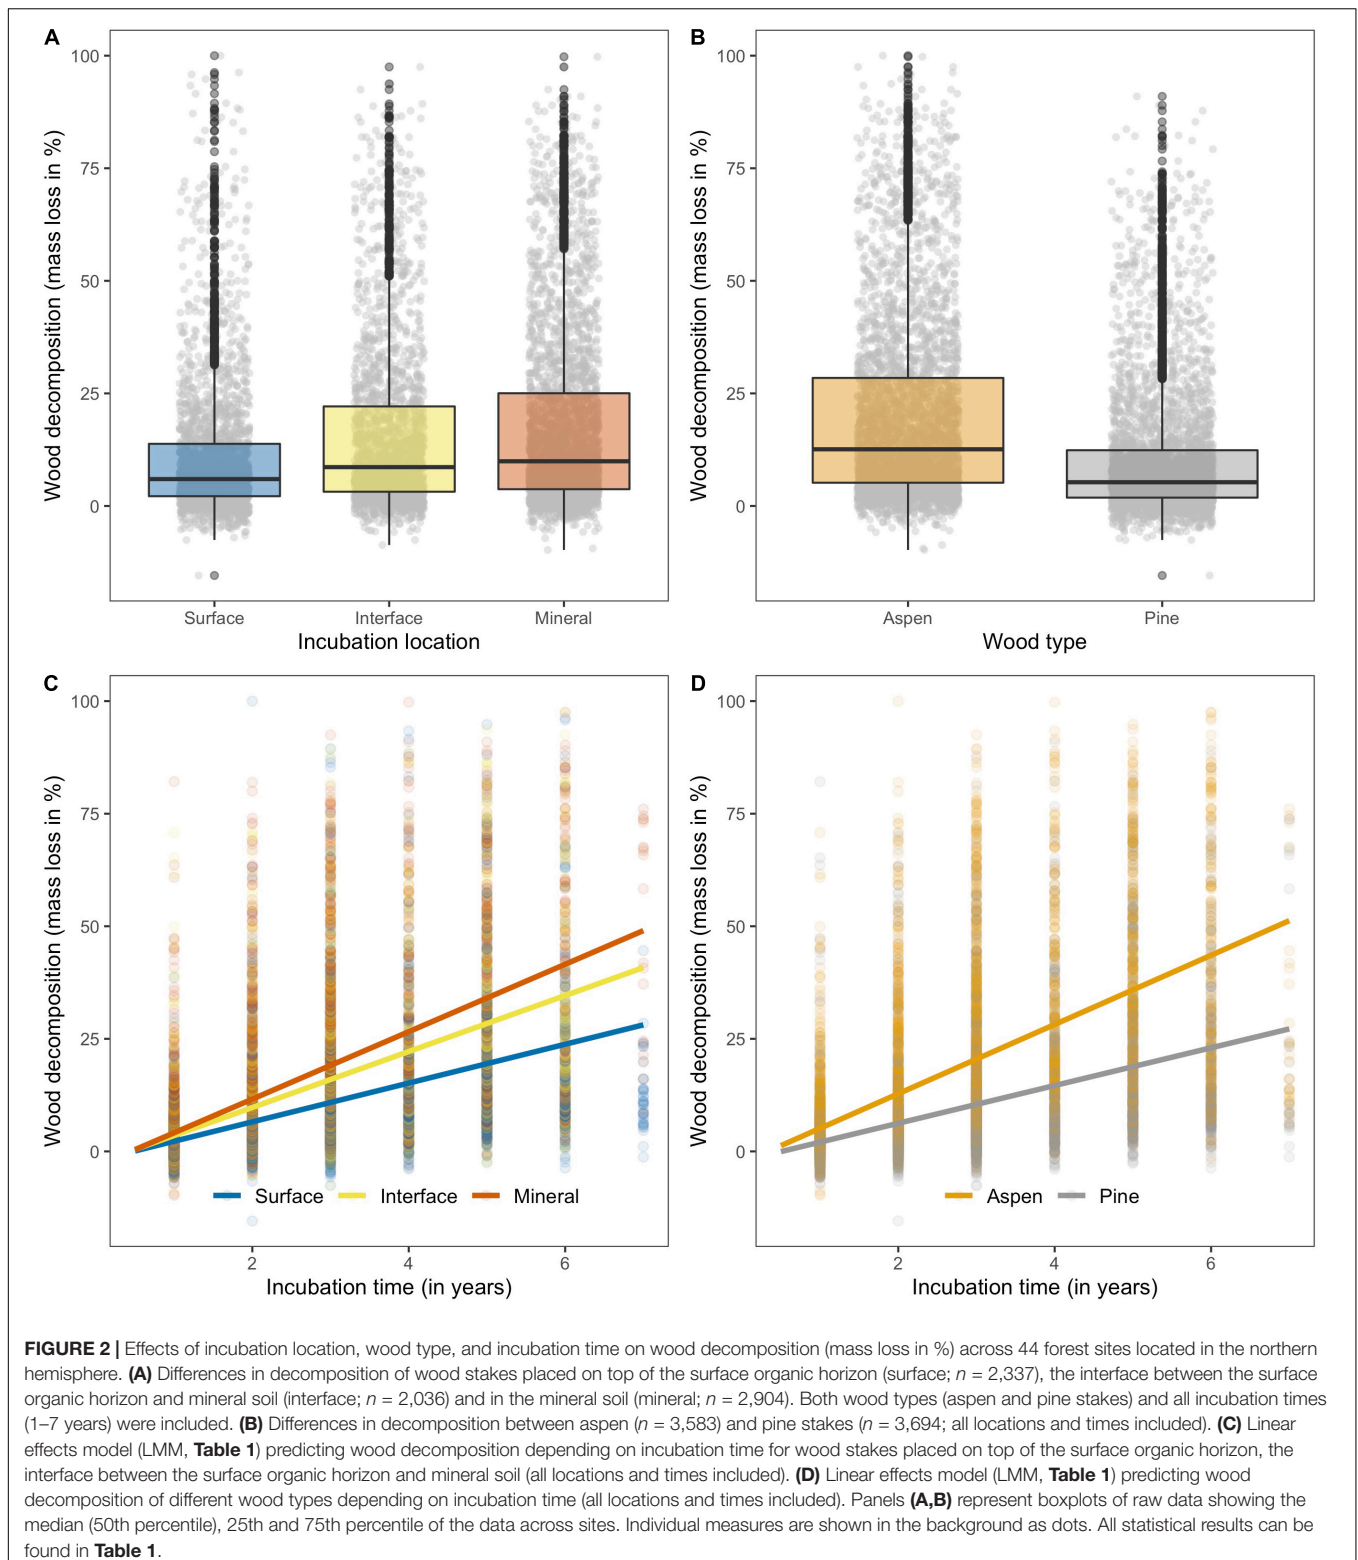 A
Wood decomposition (mass loss in %)
100
75
50
25
0
Surface Interface Mineral
Incubation location
B
Wood decomposition (mass loss in %)
100
75
50
25
0
Aspen Pine
Wood type
C
Wood decomposition (mass loss in %)
100
75
50
25
0
Surface Interface Mineral
2 4 6
Incubation time (in years)
D
Wood decomposition (mass loss in %)
100
75
50
25
0
Aspen Pine
2 4 6
Incubation time (in years)
FIGURE 2 | Effects of incubation location, wood type, and incubation time on wood decomposition (mass loss in %) across 44 forest sites located in the northern
hemisphere. (A) Differences in decomposition of wood stakes placed on top of the surface organic horizon (surface; n = 2,337), the interface between the surface
organic horizon and mineral soil (interface; n = 2,036) and in the mineral soil (mineral; n = 2,904). Both wood types (aspen and pine stakes) and all incubation times
(1–7 years) were included. (B) Differences in decomposition between aspen (n = 3,583) and pine stakes (n = 3,694; all locations and times included). (C) Linear
effects model (LMM, Table 1) predicting wood decomposition depending on incubation time for wood stakes placed on top of the surface organic horizon, the
interface between the surface organic horizon and mineral soil (all locations and times included). (D) Linear effects model (LMM, Table 1) predicting wood
decomposition of different wood types depending on incubation time (all locations and times included). Panels (A,B) represent boxplots of raw data showing the
median (50th percentile), 25th and 75th percentile of the data across sites. Individual measures are shown in the background as dots. All statistical results can be
found in Table 1.